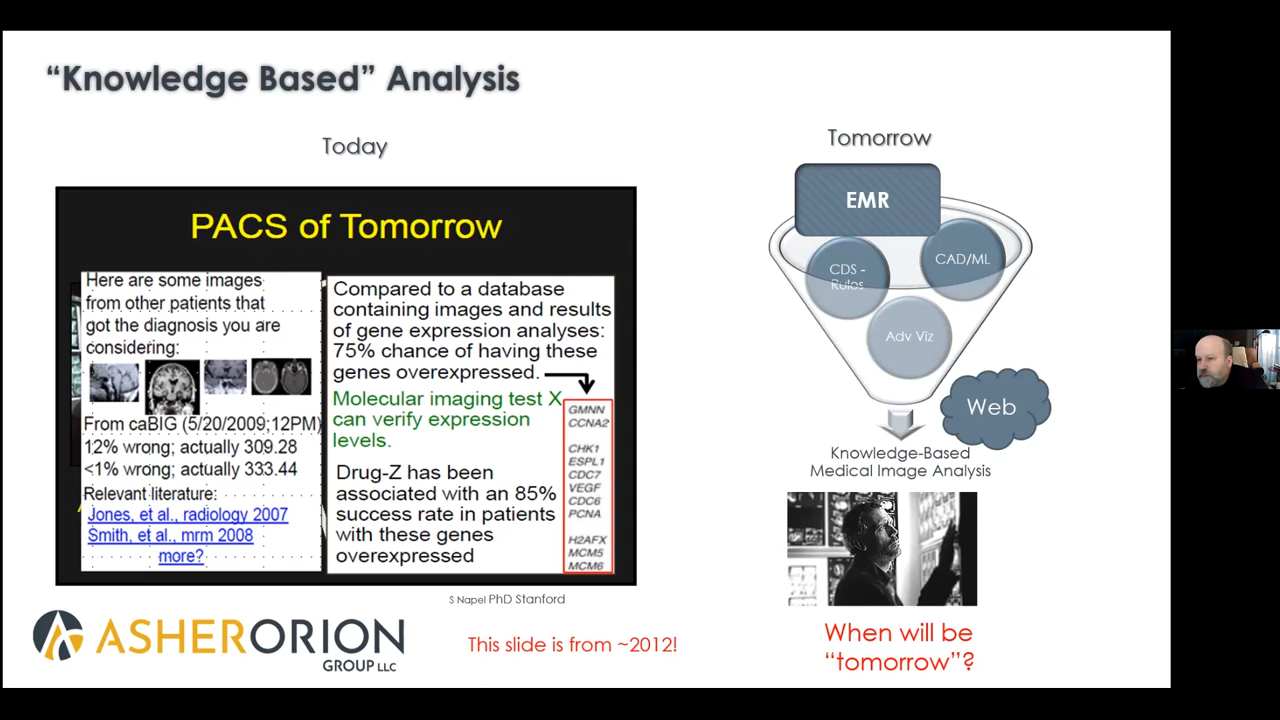 “Knowledge Based” Analysis
Today
PACS of Tomorrow
Here are some images
from other patients that
got the diagnosis you are
considering:
From caBIG (5/20/2009;12PM)
12% wrong; actually 309.28
<1% wrong; actually 333.44
Relevant literature:
Jones, et al., radiology 2007
Smith, et al., mrm 2008
more?
Compared to a database
containing images and results
of gene expression analyses:
75% chance of having these
genes overexpressed.
Molecular imaging test X
can verify expression
levels.
Drug-Z has been
associated with an 85%
success rate in patients
with these genes
overexpressed
GMNN
CCNA2
CHK1
ESPL1
CDC7
VEGF
CDC6
PCNA
H2AFX
MCM5
MCM6
S Napel PhD Stanford
ASHERORION
GROUP LLC
This slide is from ~2012!
Tomorrow
EMR
CDS -
Rules
CAD/ML
Adv Viz
Web
Knowledge-Based
Medical Image Analysis
When will be
“tomorrow”?